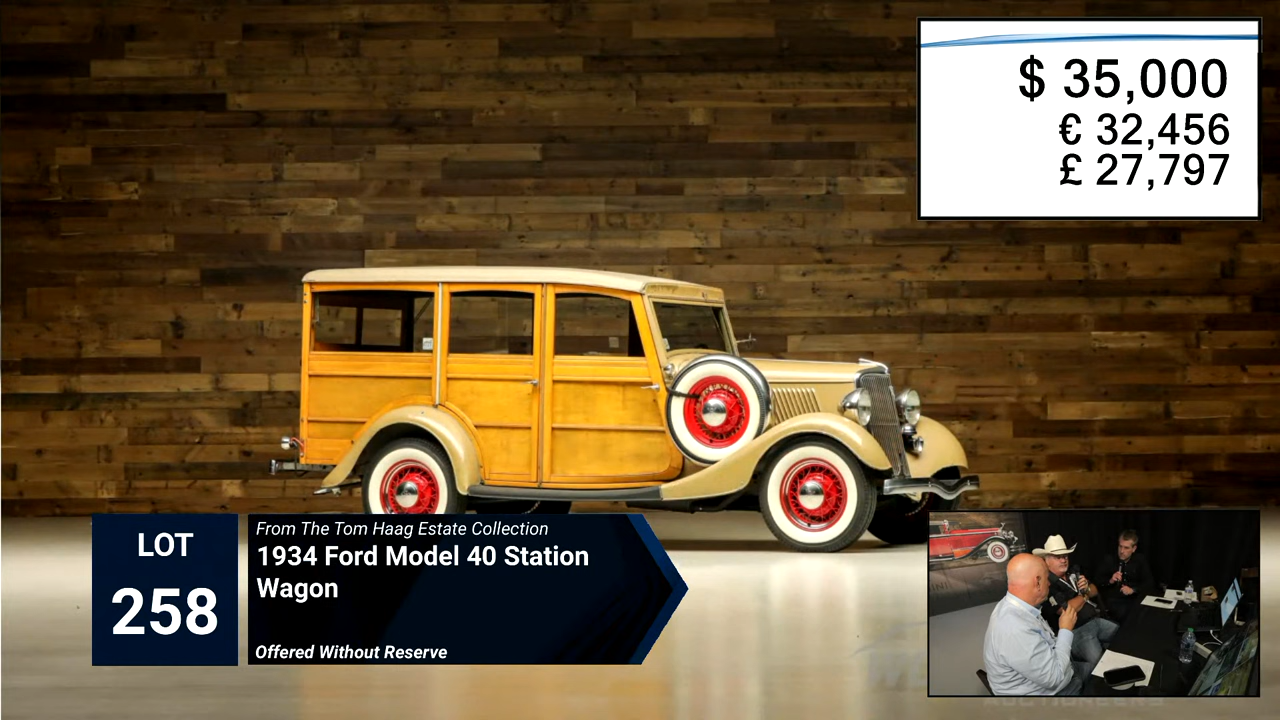 $ 35,000
€ 32,456
£ 27,797
LOT
258
From The Tom Haag Estate Collection
1934 Ford Model 40 Station
Wagon
Offered Without Reserve
AUCTIONEERS